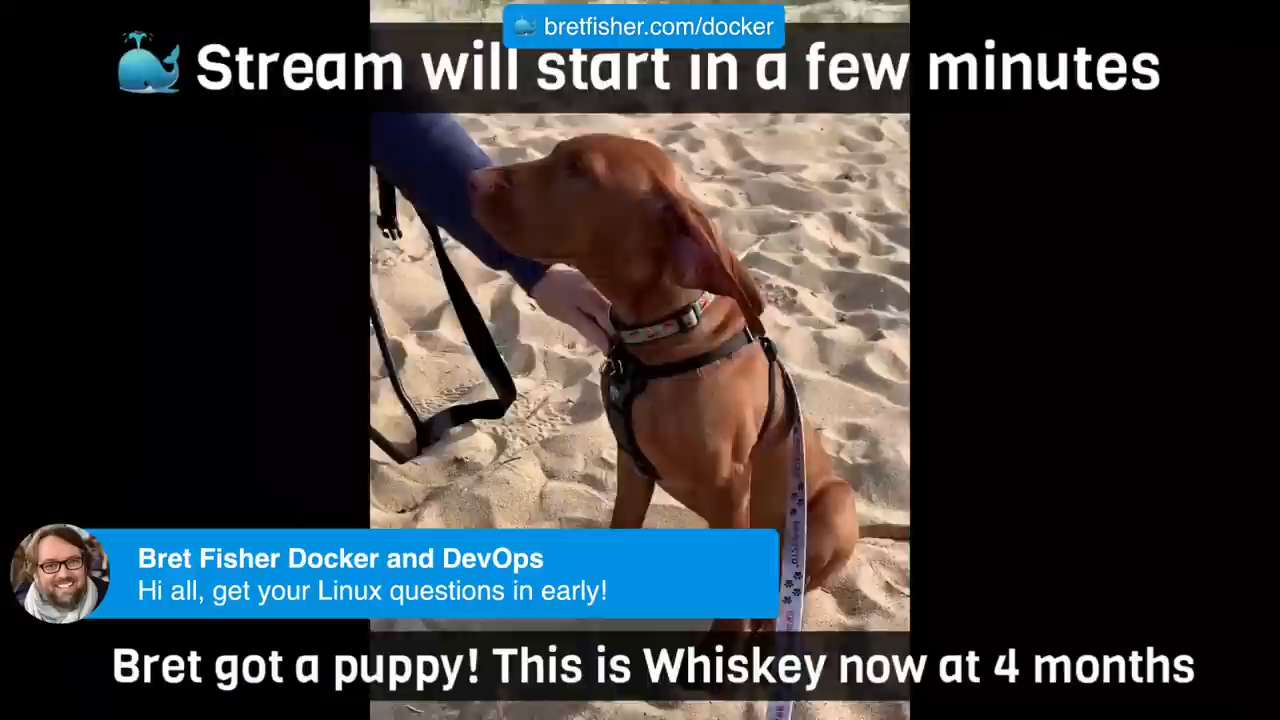 bretfisher.com/docker
Stream will start in a few minutes
Bret Fisher Docker and DevOps
Hi all, get your Linux questions in early!
Bret got a puppy! This is Whiskey now at 4 months